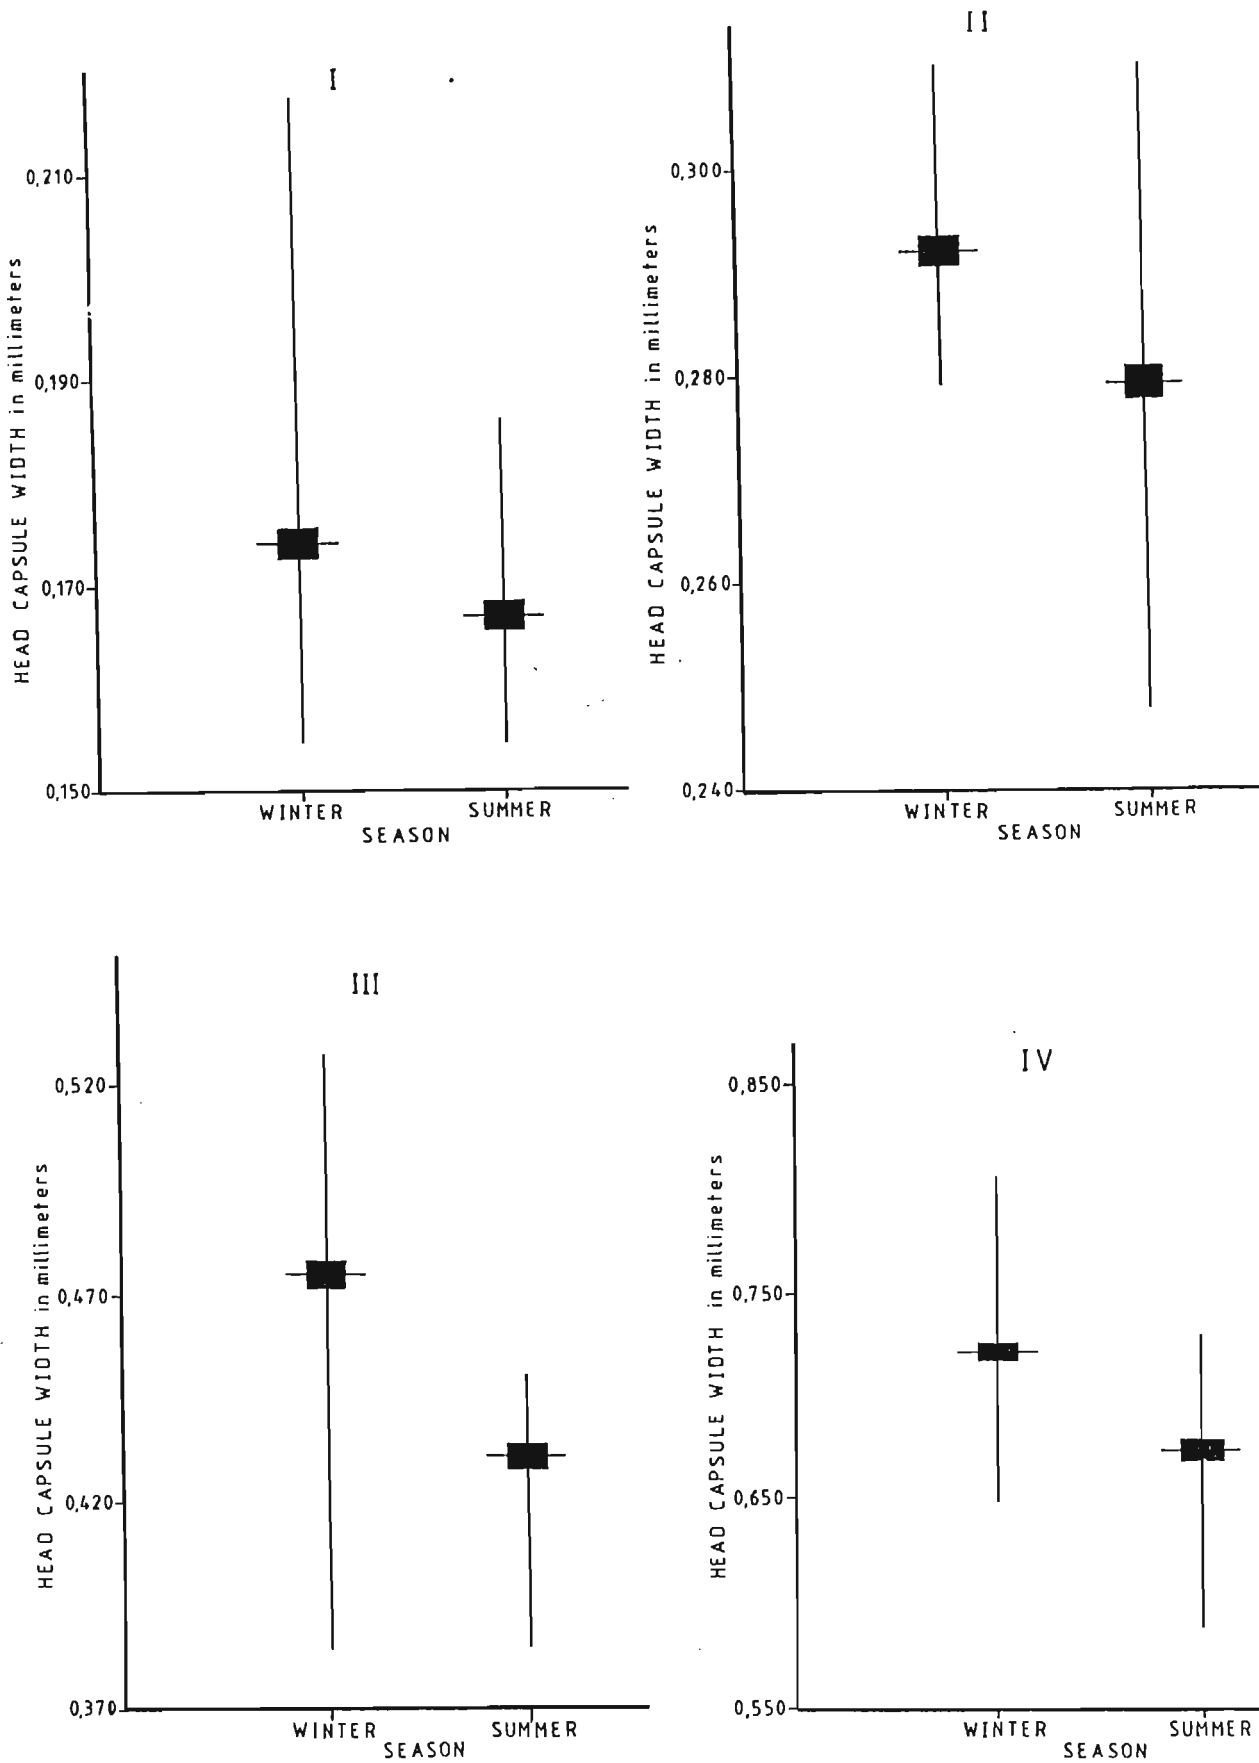 I
HEAD CAPSULE WIDTH in millimeters
0,210
0,190
0,170
0,150
WINTER SUMMER
SEASON
II
HEAD CAPSULE WIDTH in millimeters
0,300
0,280
0,260
0,240
WINTER SUMMER
SEASON
III
HEAD CAPSULE WIDTH in millimeters
0,520
0,470
0,420
0,370
WINTER SUMMER
SEASON
IV
HEAD CAPSULE WIDTH in millimeters
0,850
0,750
0,650
0,550
WINTER SUMMER
SEASON